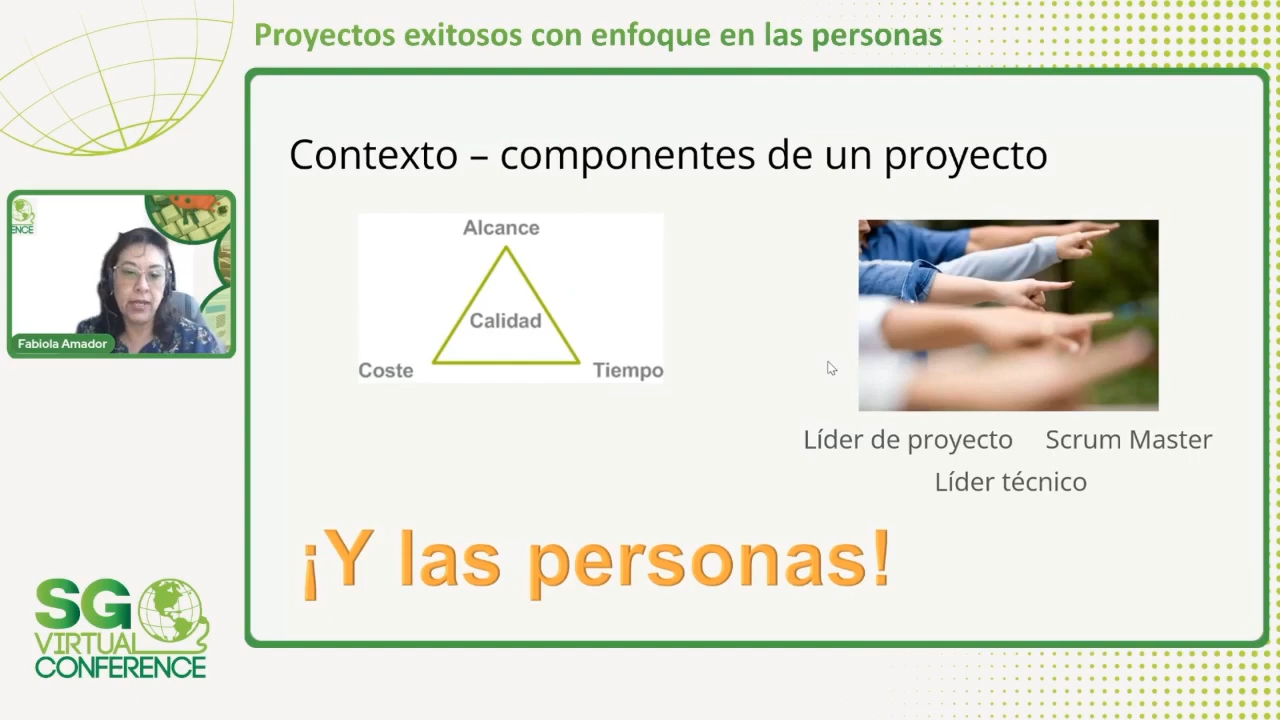 Proyectos exitosos con enfoque en las personas
Contexto – componentes de un proyecto
Alcance
Calidad
Coste
Tiempo
Líder de proyecto
Scrum Master
Líder técnico
¡Y las personas!
ENCE
Fabiola Amador
SG
VIRTUAL
CONFERENCE